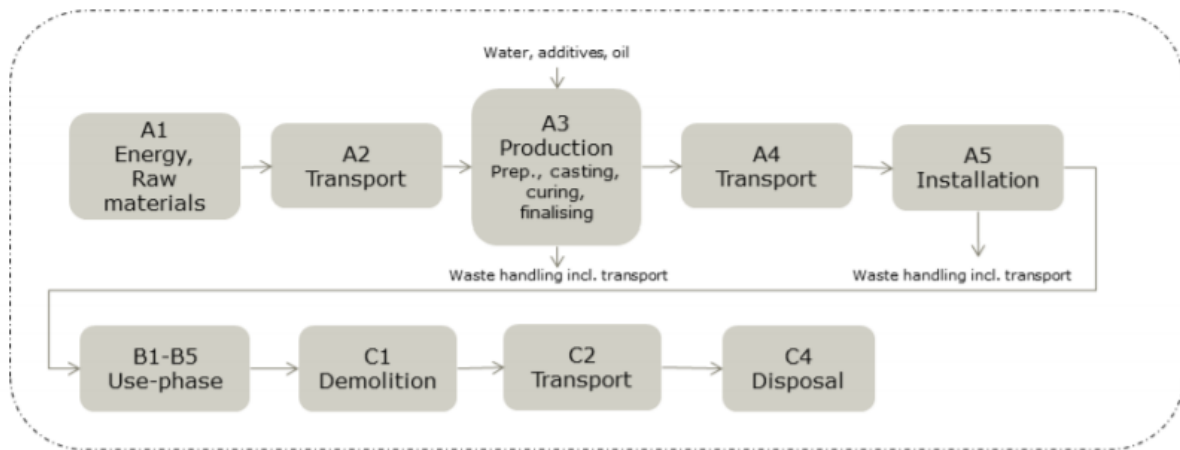 Water, additives, oil
A1
Energy,
Raw
materials
A2
Transport
A3
Production
Prep., casting,
curing,
finalising
A4
Transport
A5
Installation
Waste handling incl. transport
Waste handling incl. transport
B1-B5
Use-phase
C1
Demolition
C2
Transport
C4
Disposal